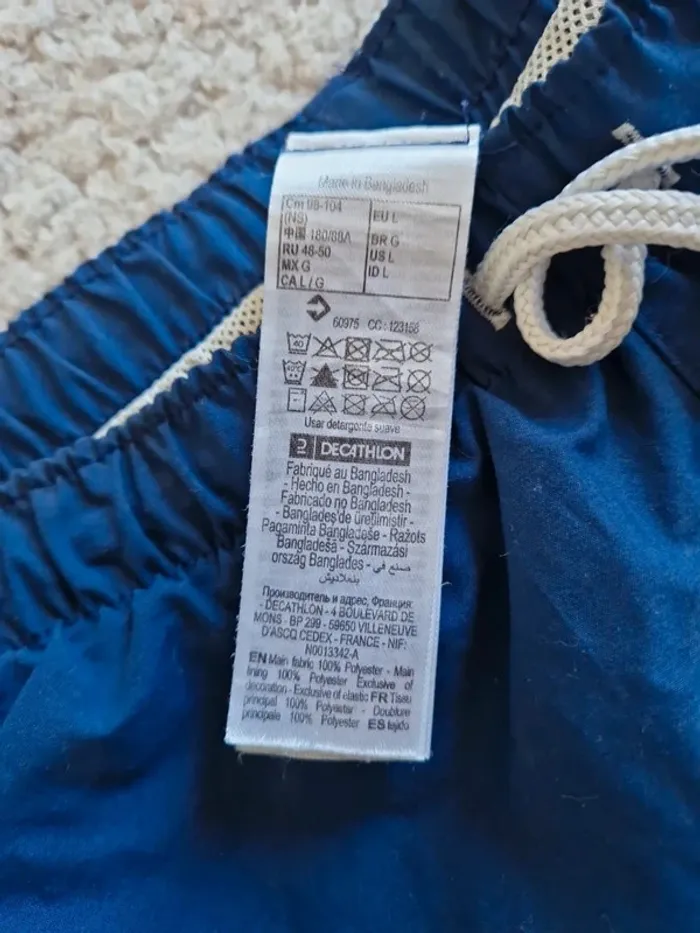 Made in Bangladesh
Cm 98-104 EU L
(NS)
中国 180/88A BR G
RU 48-50 US L
MX G ID L
CA L / G
60975 CC: 123158
40
Usar detergente suave
DECATHLON
Fabriqué au Bangladesh
- Hecho en Bangladesh -
Fabricado no Bangladesh
- Bangladeş'de üretilmiştir -
Pagaminta Bangladeše - Ražots
Bangladešā - Származási
ország Banglades - صنع في
بنغلاديش
Производитель и адрес, Франция:
- DECATHLON - 4 BOULEVARD DE
MONS - BP 299 - 59650 VILLENEUVE
D'ASCQ CEDEX - FRANCE - NIF:
N0013342-A
EN Main fabric 100% Polyester - Main
lining 100% Polyester Exclusive of
decoration - Exclusive of elastic FR Tissu
principal 100% Polyester - Doublure
principale 100% Polyester ES tejido